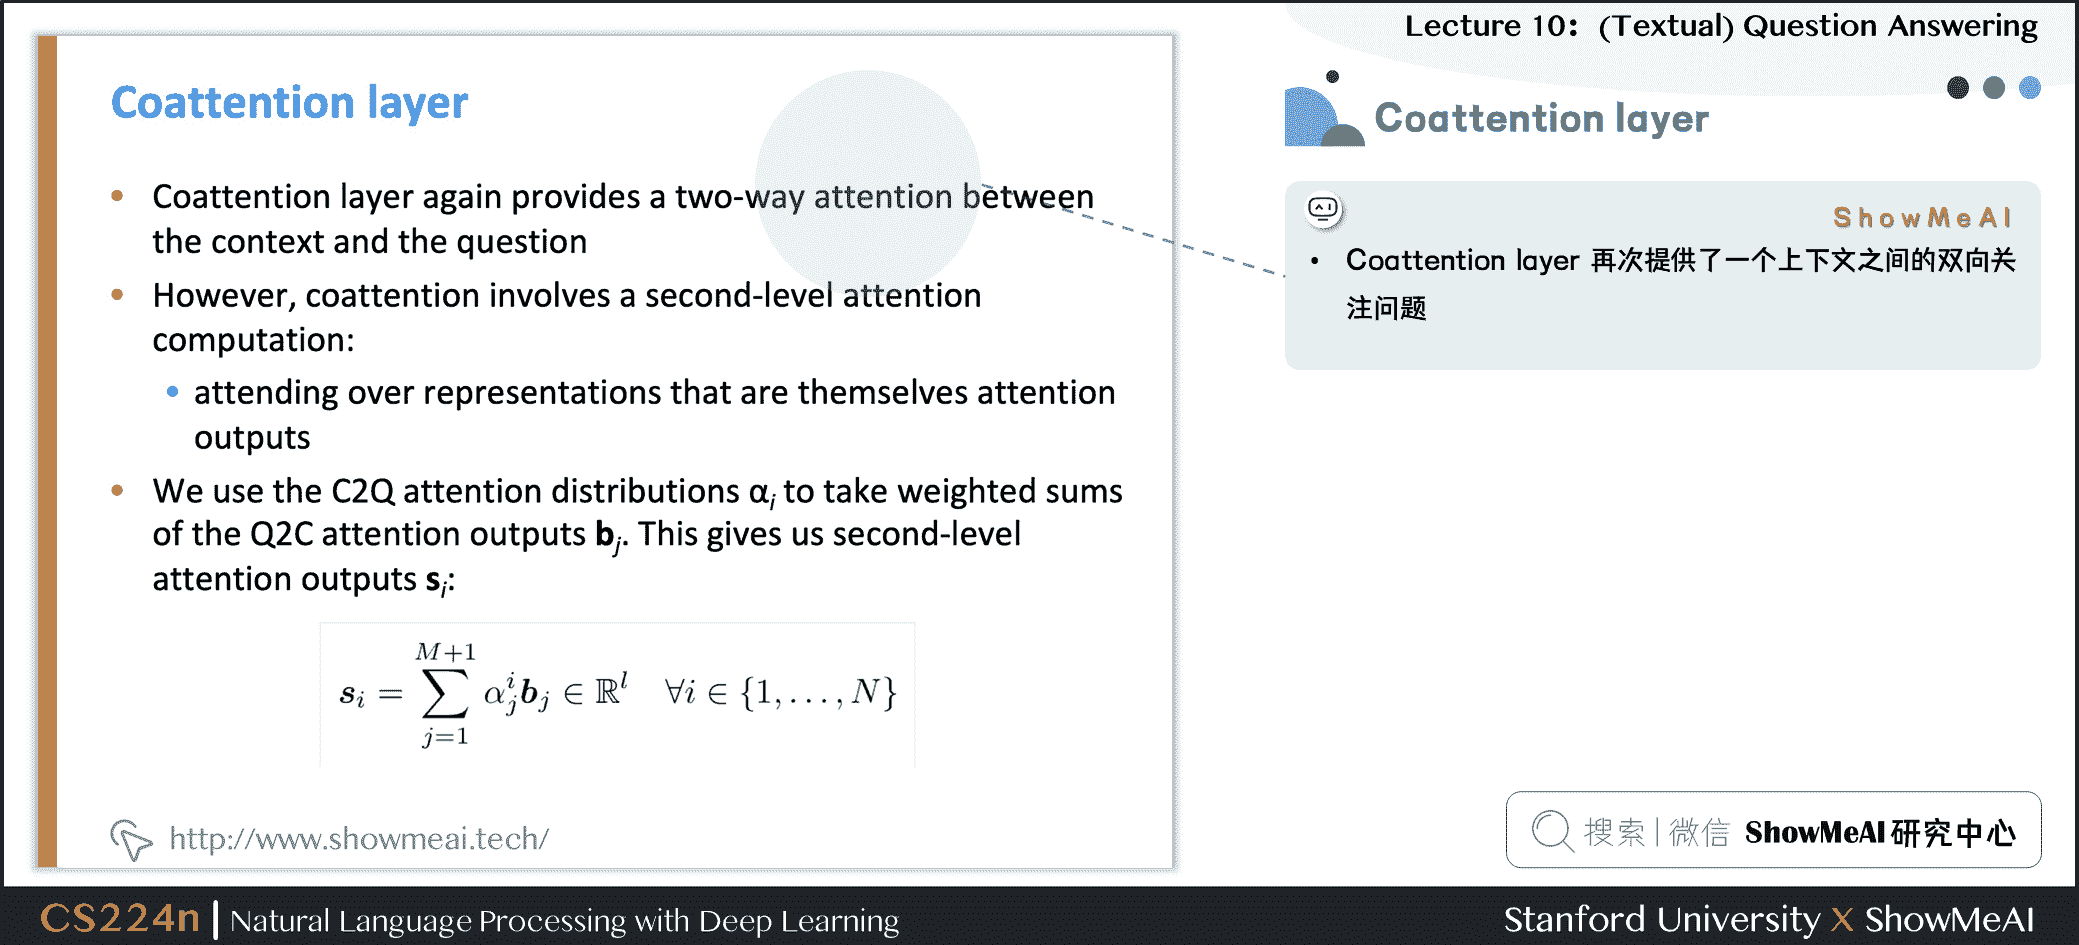 Lecture 10: (Textual) Question Answering
Coattention layer
Coattention layer again provides a two-way attention between
the context and the question
However, coattention involves a second-level attention
computation:
attending over representations that are themselves attention
outputs
We use the C2Q attention distributions αᵢ to take weighted sums
of the Q2C attention outputs bⱼ. This gives us second-level
attention outputs sᵢ:
$s_i = \sum_{j=1}^{M+1} \alpha_j^i b_j \in \mathbb{R}^l \quad \forall i \in \{1, \ldots, N\}$
http://www.showmeai.tech/
Coattention layer
ShowMeAI
Coattention layer 再次提供了一个上下文之间的双向关
注问题
搜索|微信 ShowMeAI研究中心
CS224n | Natural Language Processing with Deep Learning
Stanford University X ShowMeAI